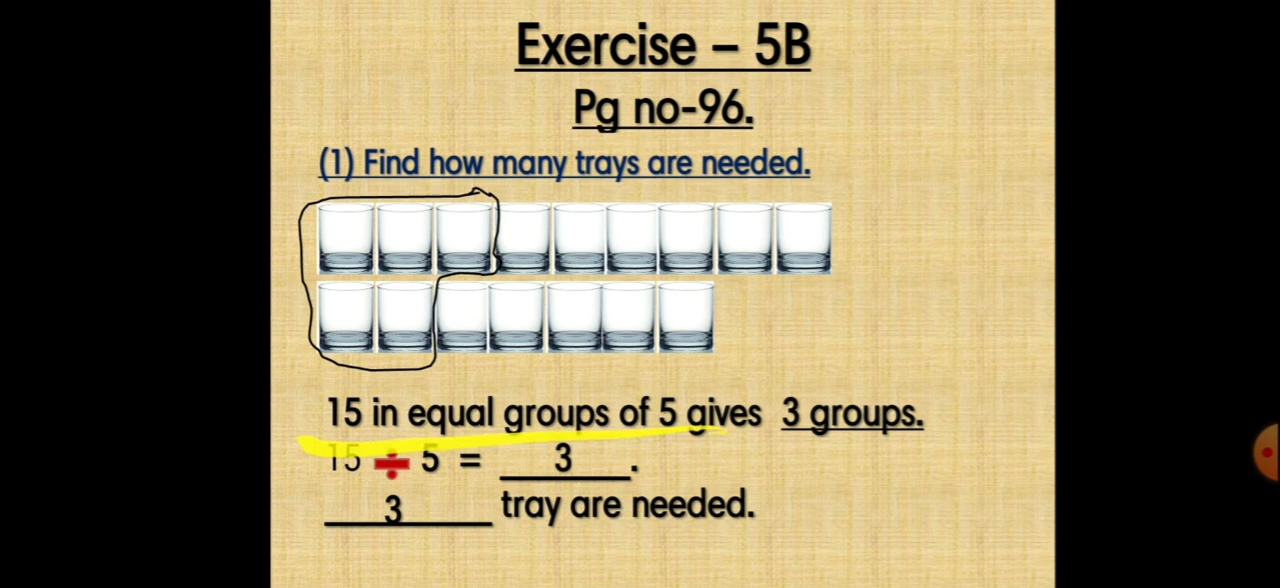 Exercise – 5B
Pg no-96.
(1) Find how many trays are needed.
15 in equal groups of 5 gives 3 groups.
15 ÷ 5 = 3.
3 tray are needed.